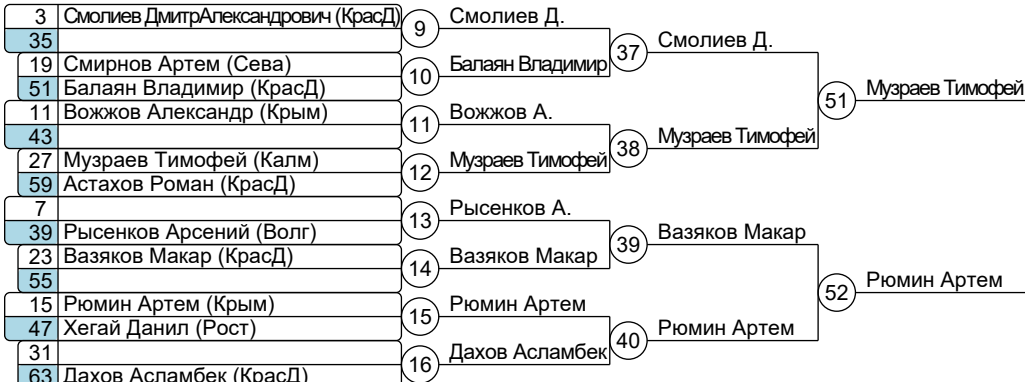 3 Смолиев ДмитрАлександрович (КрасД)
35
19 Смирнов Артем (Сева)
51 Балаян Владимир (КрасД)
11 Вожжов Александр (Крым)
43
27 Музраев Тимофей (Калм)
59 Астахов Роман (КрасД)
7
39 Рысенков Арсений (Волг)
23 Вазяков Макар (КрасД)
55
15 Рюмин Артем (Крым)
47 Хегай Данил (Рост)
31
63 Дахов Асламбек (КрасД)
9 Смолиев Д.
10 Балаян Владимир
11 Вожжов А.
12 Музраев Тимофей
13 Рысенков А.
14 Вазяков Макар
15 Рюмин Артем
16 Дахов Асламбек
37 Смолиев Д.
38 Музраев Тимофей
39 Вазяков Макар
40 Рюмин Артем
51 Музраев Тимофей
52 Рюмин Артем